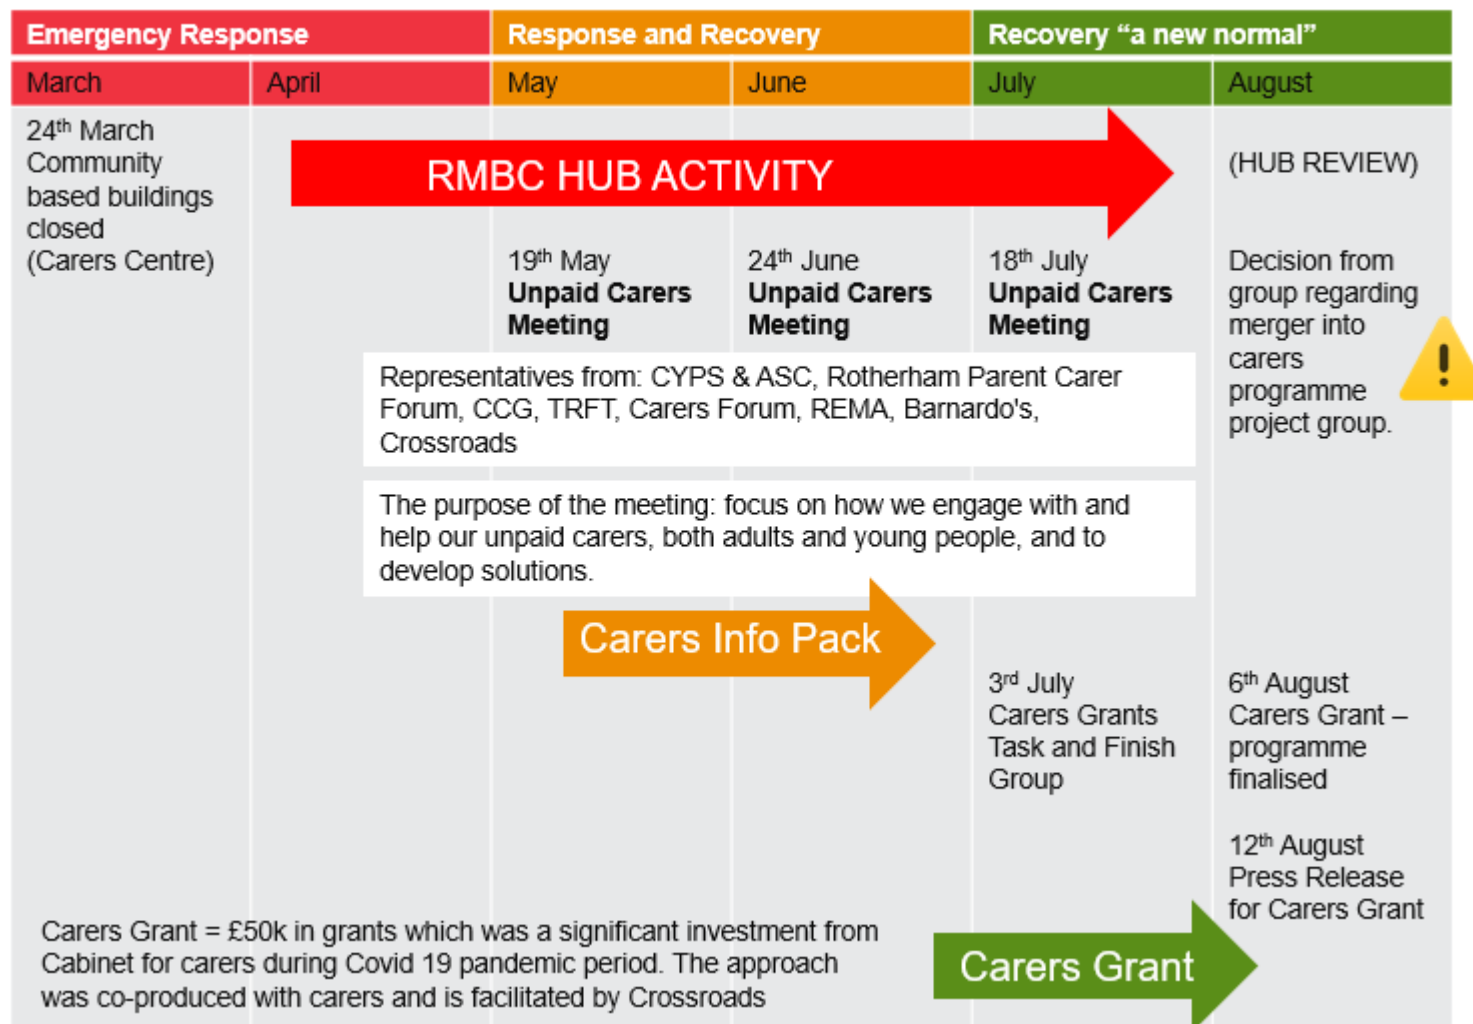 Emergency Response
Response and Recovery
Recovery “a new normal”
March
April
May
June
July
August
24th March
Community
based buildings
closed
(Carers Centre)
RMBC HUB ACTIVITY
(HUB REVIEW)
19th May
Unpaid Carers
Meeting
24th June
Unpaid Carers
Meeting
18th July
Unpaid Carers
Meeting
Decision from
group regarding
merger into
carers
programme
project group.
Representatives from: CYPS & ASC, Rotherham Parent Carer
Forum, CCG, TRFT, Carers Forum, REMA, Barnardo's,
Crossroads
The purpose of the meeting: focus on how we engage with and
help our unpaid carers, both adults and young people, and to
develop solutions.
Carers Info Pack
3rd July
Carers Grants
Task and Finish
Group
6th August
Carers Grant –
programme
finalised
12th August
Press Release
for Carers Grant
Carers Grant = £50k in grants which was a significant investment from
Cabinet for carers during Covid 19 pandemic period. The approach
was co-produced with carers and is facilitated by Crossroads
Carers Grant